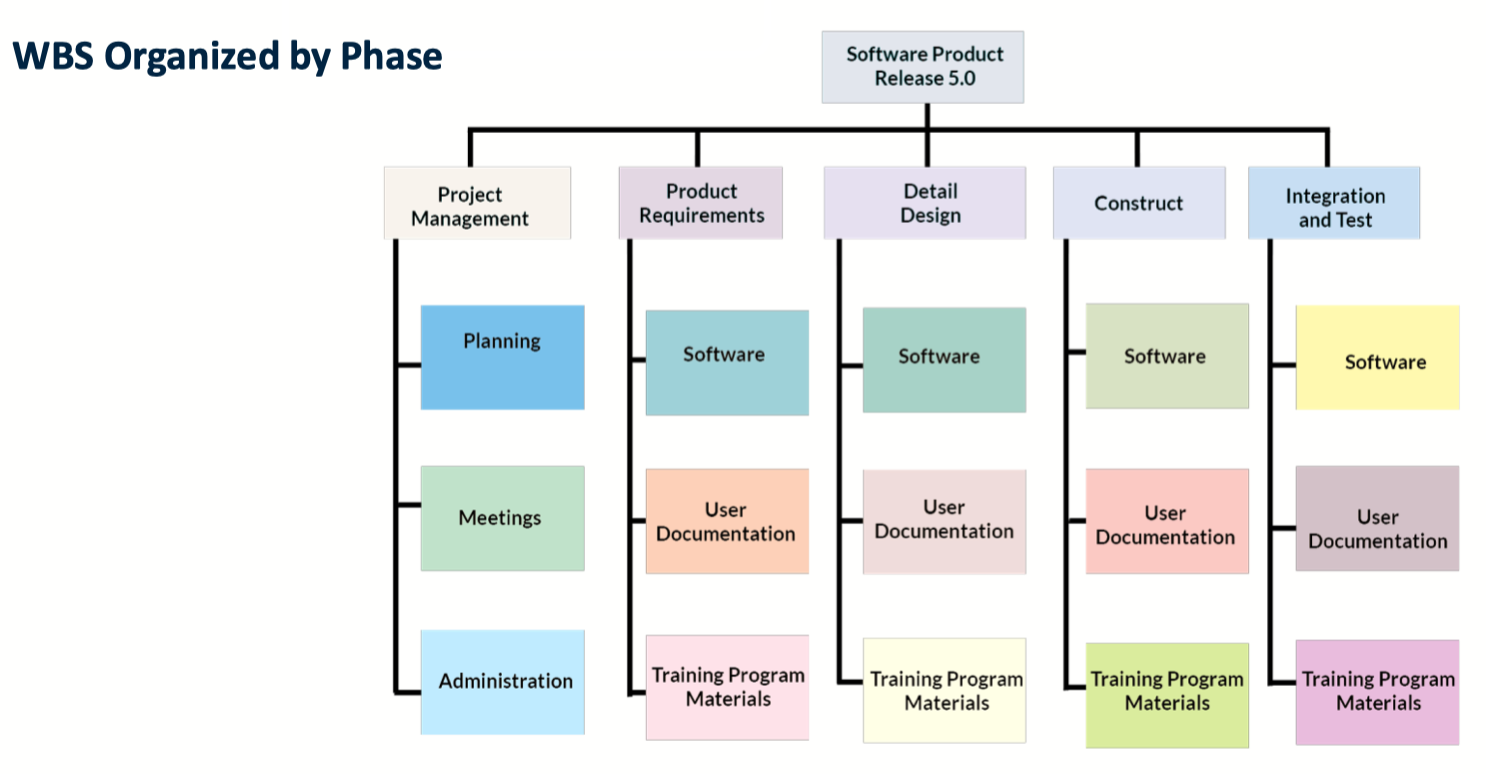 WBS Organized by Phase
Software Product
Release 5.0
Project
Management
Product
Requirements
Detail
Design
Construct
Integration
and Test
Planning
Software
Software
Software
Software
Meetings
User
Documentation
User
Documentation
User
Documentation
User
Documentation
Administration
Training Program
Materials
Training Program
Materials
Training Program
Materials
Training Program
Materials